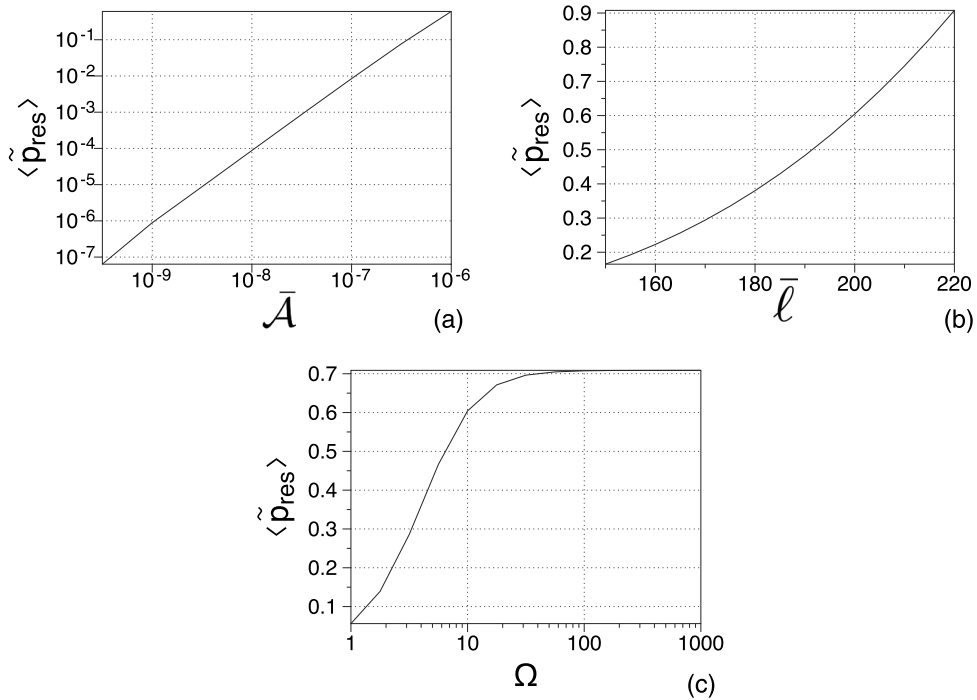 10⁻¹
10⁻²
10⁻³
10⁻⁴
10⁻⁵
10⁻⁶
10⁻⁷
⟨p̃res⟩
10⁻⁹ 10⁻⁸ 10⁻⁷ 10⁻⁶
𝒜̄
(a)
0.9
0.8
0.7
0.6
0.5
0.4
0.3
0.2
⟨p̃res⟩
160 180 200 220
ℓ̄
(b)
0.7
0.6
0.5
0.4
0.3
0.2
0.1
⟨p̃res⟩
1 10 100 1000
Ω
(c)